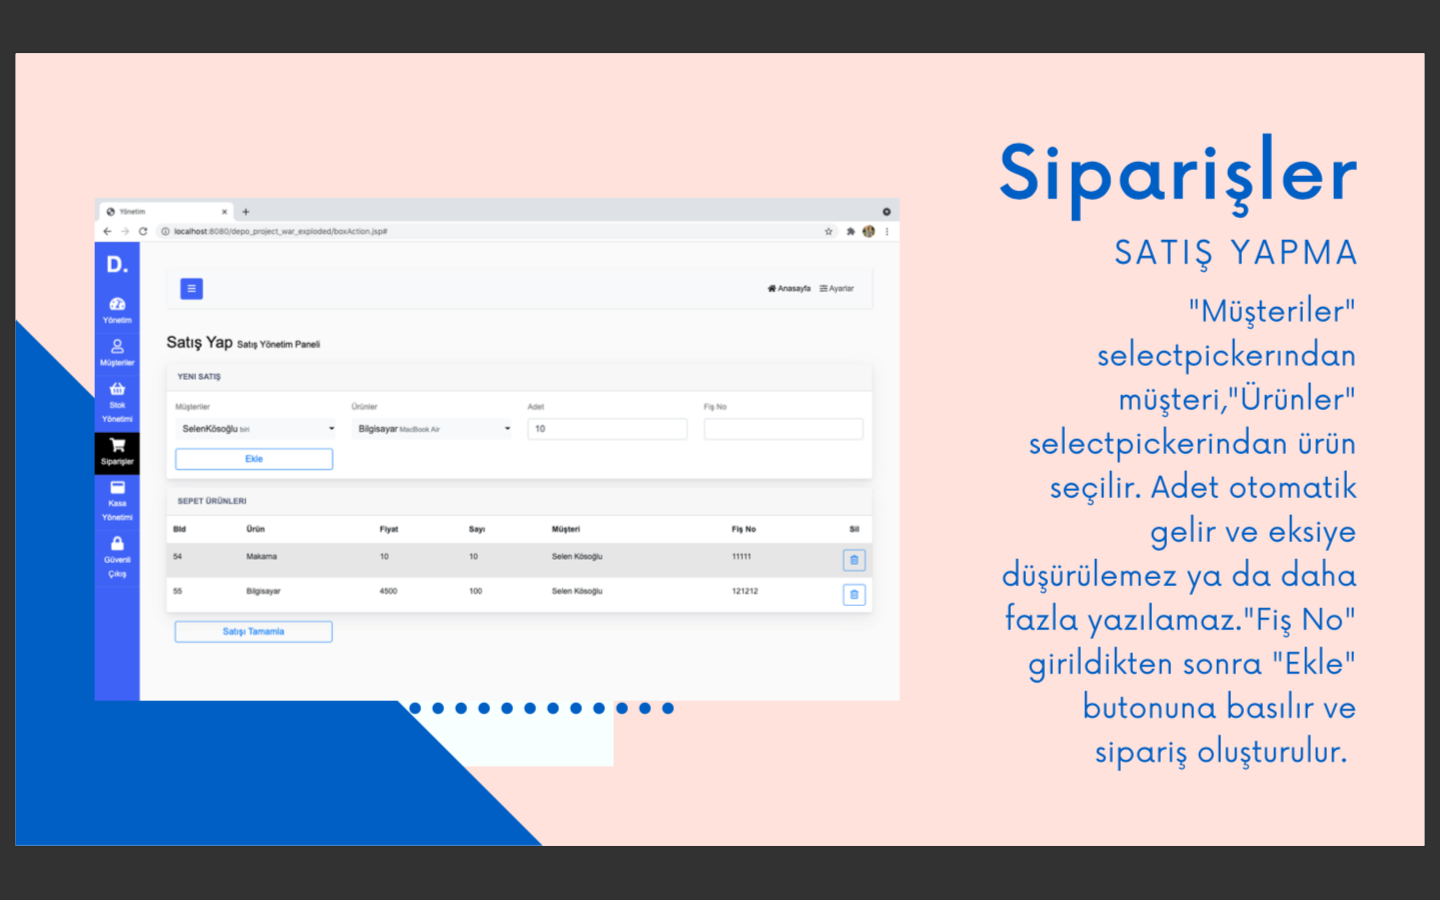 Siparişler
SATIŞ YAPMA
"Müşteriler"
selectpickerından
müşteri,"Ürünler"
selectpickerindan ürün
seçilir. Adet otomatik
gelir ve eksiye
düşürülemez ya da daha
fazla yazılamaz."Fiş No"
girildikten sonra "Ekle"
butonuna basılır ve
sipariş oluşturulur.
Yönetim
localhost:8080/depo_project_war_exploded/boxAction.jsp#
D.
Yönetim
Müşteriler
Stok
Yönetimi
Siparişler
Kasa
Yönetimi
Güvenli
Çıkış
Anasayfa Ayarlar
Satış Yap Satış Yönetim Paneli
YENİ SATIŞ
Müşteriler Ürünler Adet Fiş No
SelenKösoğlu biri Bilgisayar MacBook Air 10
Ekle
SEPET ÜRÜNLERI
BId Ürün Fiyat Sayı Müşteri Fiş No Sil
54 Makarna 10 10 Selen Kösoğlu 11111
55 Bilgisayar 4500 100 Selen Kösoğlu 121212
Satışı Tamamla